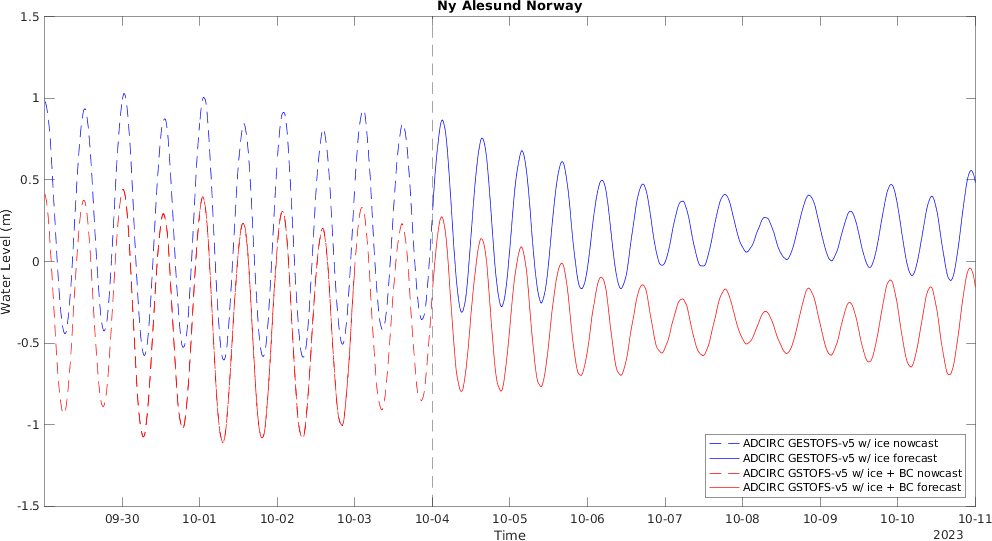 Ny Alesund Norway
1.5
1
0.5
0
-0.5
-1
-1.5
Water Level (m)
ADCIRC GESTOFS-v5 w/ ice nowcast
ADCIRC GESTOFS-v5 w/ ice forecast
ADCIRC GSTOFS-v5 w/ ice + BC nowcast
ADCIRC GSTOFS-v5 w/ ice + BC forecast
09-30 10-01 10-02 10-03 10-04 10-05 10-06 10-07 10-08 10-09 10-10 10-11
Time
2023